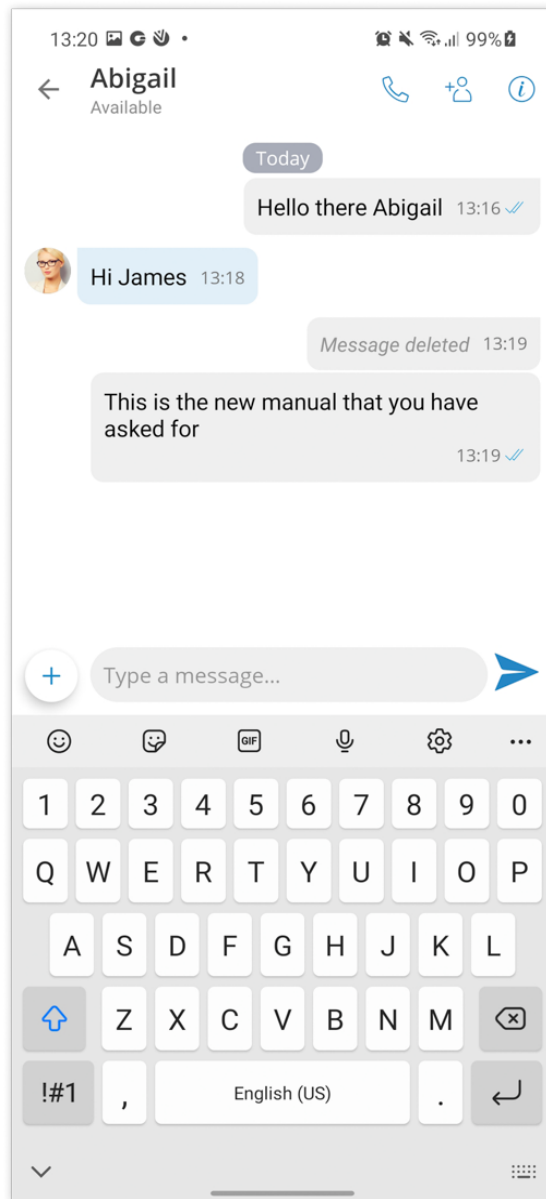 13:20 99%
Abigail
Available
Today
Hello there Abigail 13:16
Hi James 13:18
Message deleted 13:19
This is the new manual that you have
asked for
13:19
Type a message...
GIF
1 2 3 4 5 6 7 8 9 0
Q W E R T Y U I O P
A S D F G H J K L
Z X C V B N M
!#1 , English (US) .